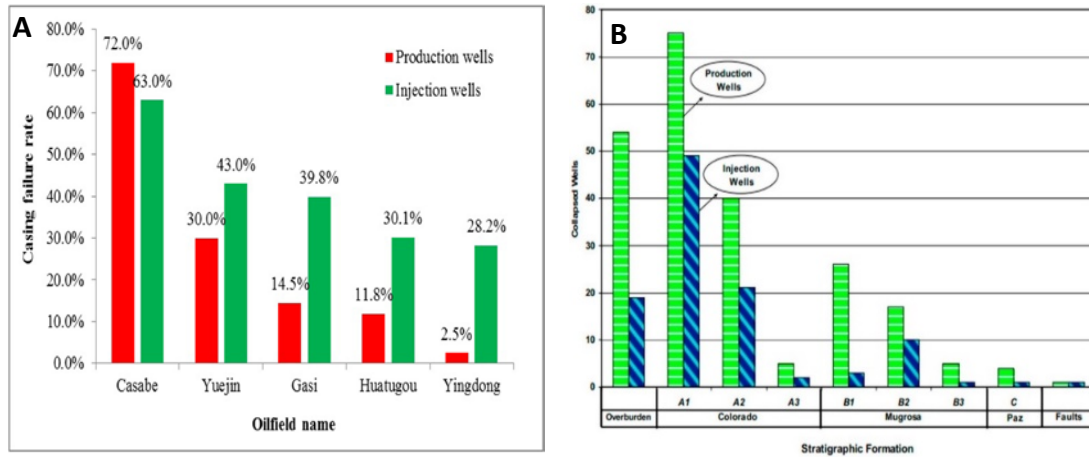 A
80.0%
70.0%
60.0%
50.0%
40.0%
30.0%
20.0%
10.0%
0.0%
Casing failure rate
72.0%
63.0%
30.0%
43.0%
14.5%
39.8%
11.8%
30.1%
2.5%
28.2%
Production wells
Injection wells
Casabe Yuejin Gasi Huatugou Yingdong
Oilfield name
B
80
70
60
50
40
30
20
10
0
Collapsed Wells
Production
Wells
Injection
Wells
A1 A2 A3 B1 B2 B3 C
Overburden Colorado Mugrosa Paz Faults
Stratigraphic Formation